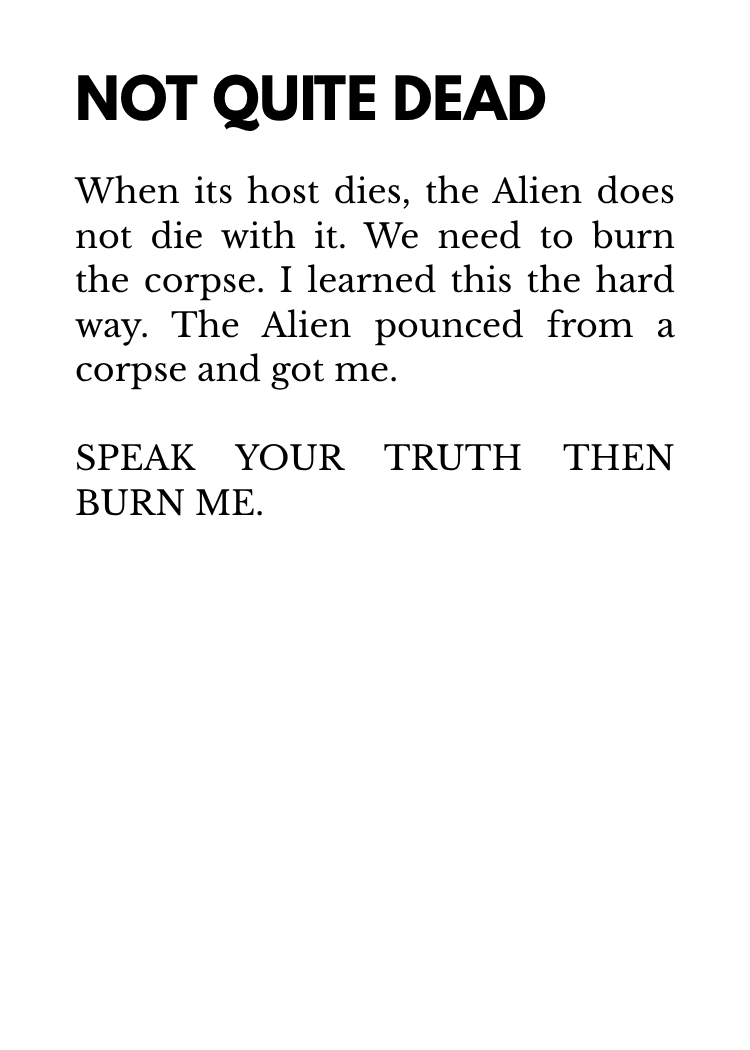 NOT QUITE DEAD
When its host dies, the Alien does
not die with it. We need to burn
the corpse. I learned this the hard
way. The Alien pounced from a
corpse and got me.
SPEAK YOUR TRUTH THEN
BURN ME.